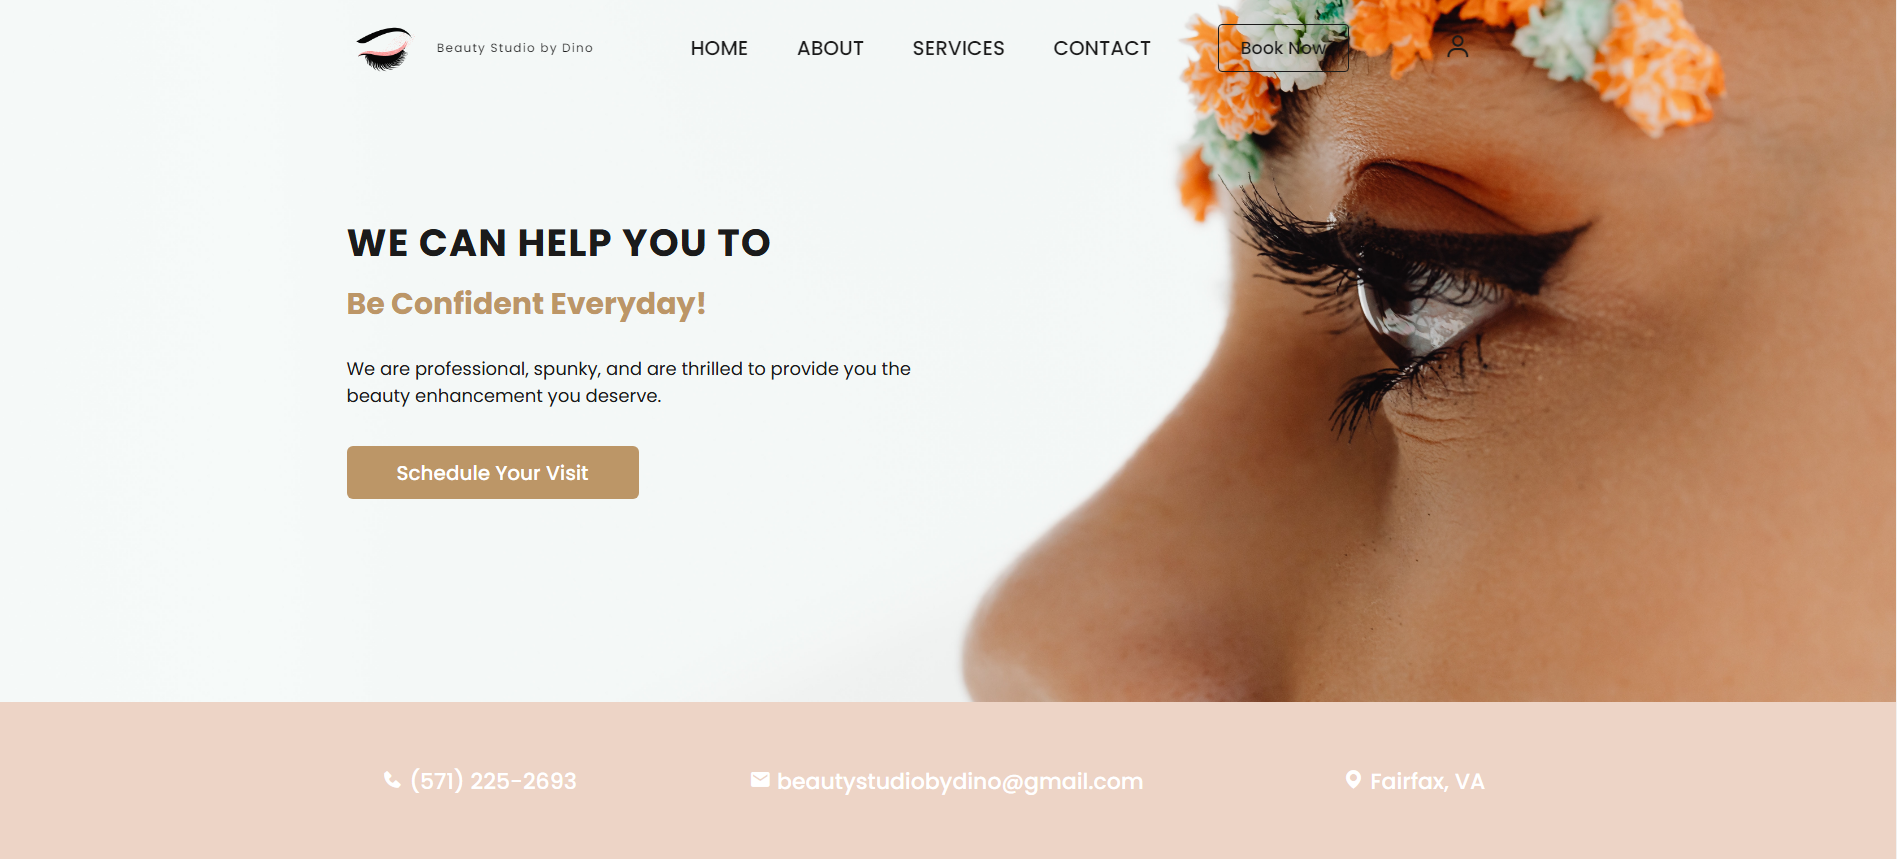 Beauty Studio by Dino
HOME
ABOUT
SERVICES
CONTACT
Book Now
WE CAN HELP YOU TO
Be Confident Everyday!
We are professional, spunky, and are thrilled to provide you the
beauty enhancement you deserve.
Schedule Your Visit
(571) 225-2693
beautystudiobydino@gmail.com
Fairfax, VA